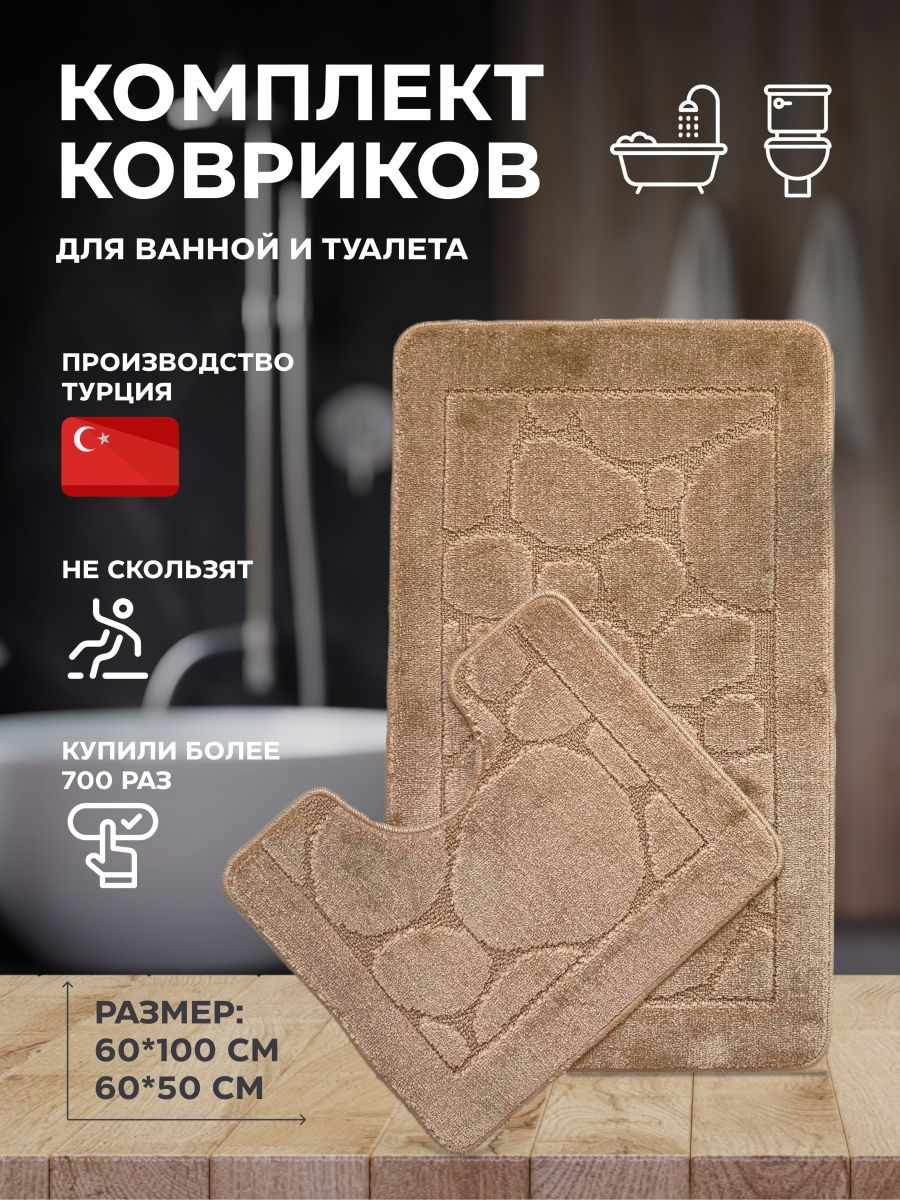 КОМПЛЕКТ
КОВРИКОВ
ДЛЯ ВАННОЙ И ТУАЛЕТА
ПРОИЗВОДСТВО
ТУРЦИЯ
НЕ СКОЛЬЗЯТ
КУПИЛИ БОЛЕЕ
700 РАЗ
РАЗМЕР:
60*100 СМ
60*50 СМ